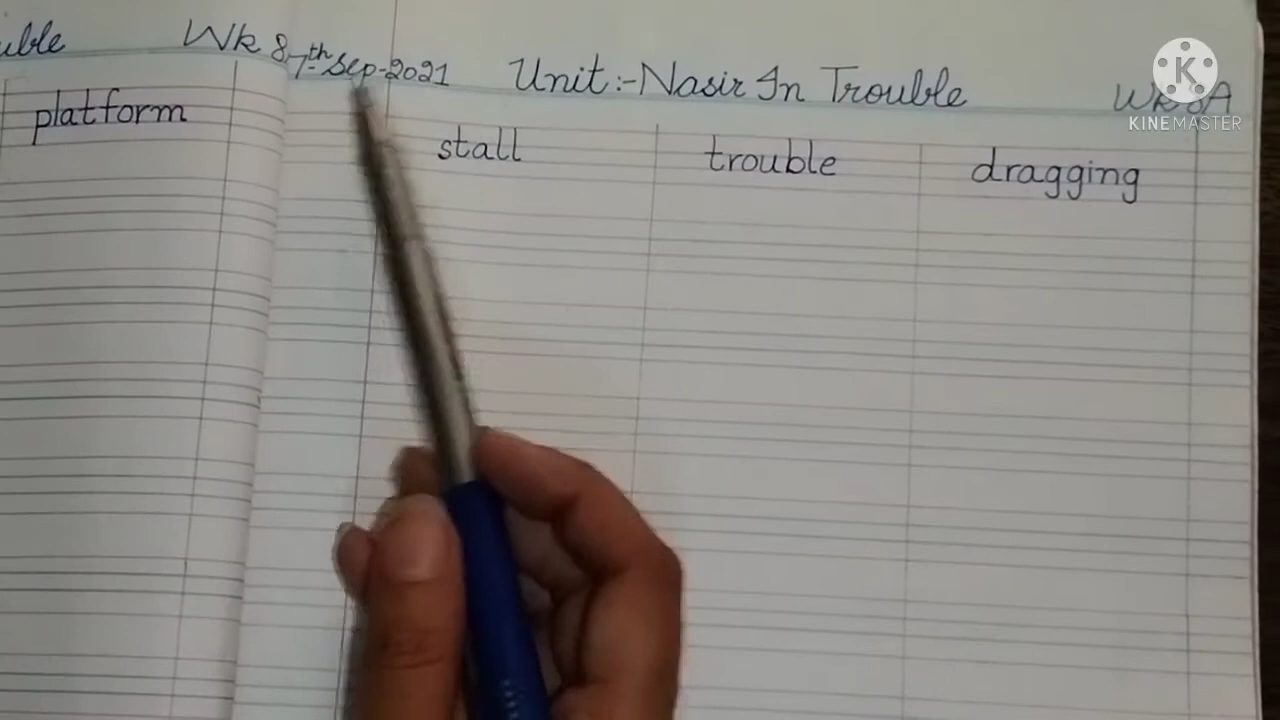 uble Wk 8
platform
7th Sep-2021 Unit:-Nasir In Trouble Wk 8A
stall trouble dragging
KINEMASTER